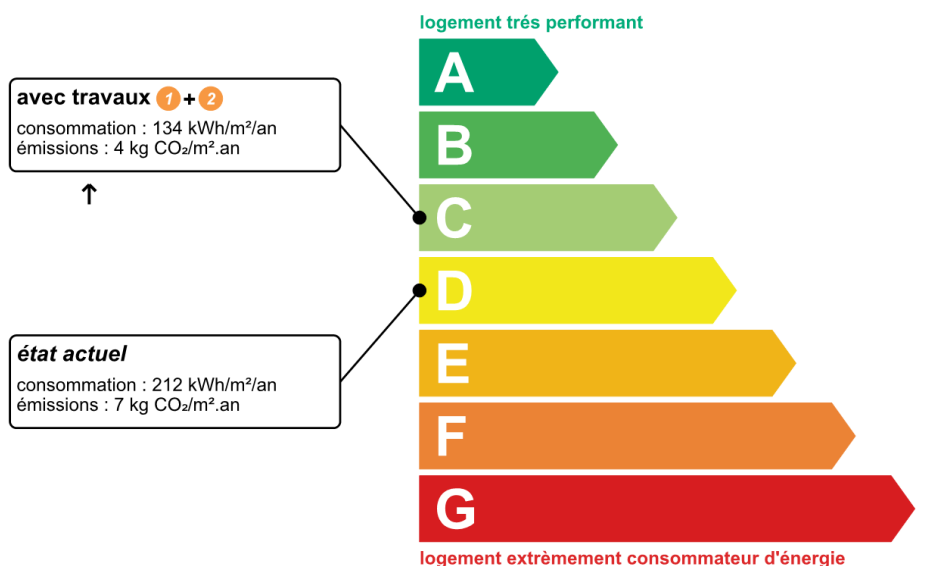 logement trés performant
A
B
C
D
E
F
G
logement extrèmement consommateur d'énergie
avec travaux 1 + 2
consommation : 134 kWh/m²/an
émissions : 4 kg CO₂/m².an
↑
état actuel
consommation : 212 kWh/m²/an
émissions : 7 kg CO₂/m².an